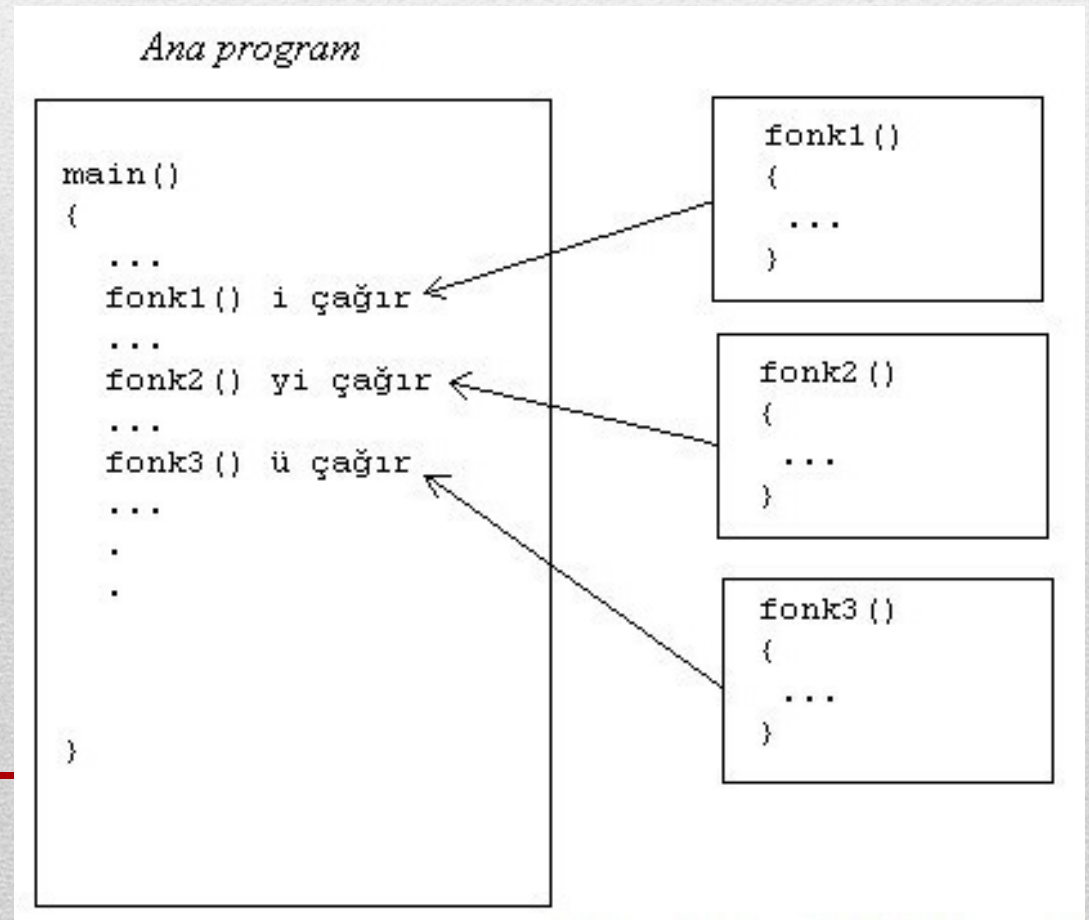 Ana program
main()
{
...
fonk1() i çağır
...
fonk2() yi çağır
...
fonk3() ü çağır
...
.
.
}
fonk1()
{
...
}
fonk2()
{
...
}
fonk3()
{
...
}